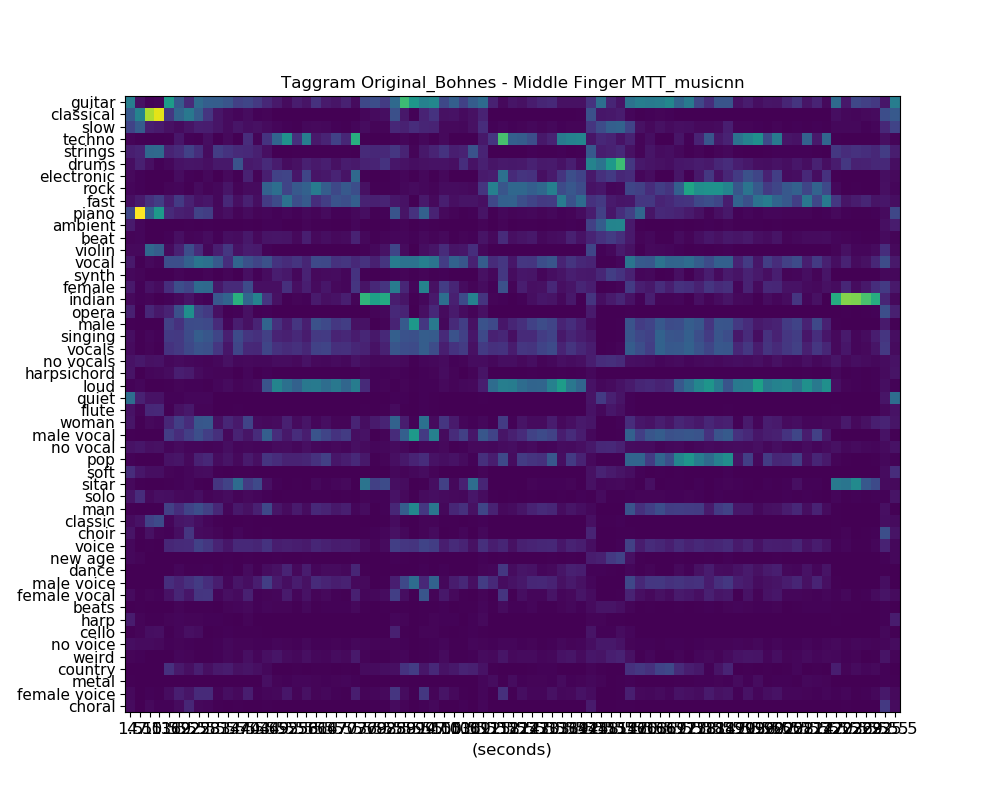 Taggram Original_Bohnes - Middle Finger MTT_musicnn
guitar
classical
slow
techno
strings
drums
electronic
rock
fast
piano
ambient
beat
violin
vocal
synth
female
indian
opera
male
singing
vocals
no vocals
harpsichord
loud
quiet
flute
woman
male vocal
no vocal
pop
soft
sitar
solo
man
classic
choir
voice
new age
dance
male voice
female vocal
beats
harp
cello
no voice
weird
country
metal
female voice
choral
(seconds)